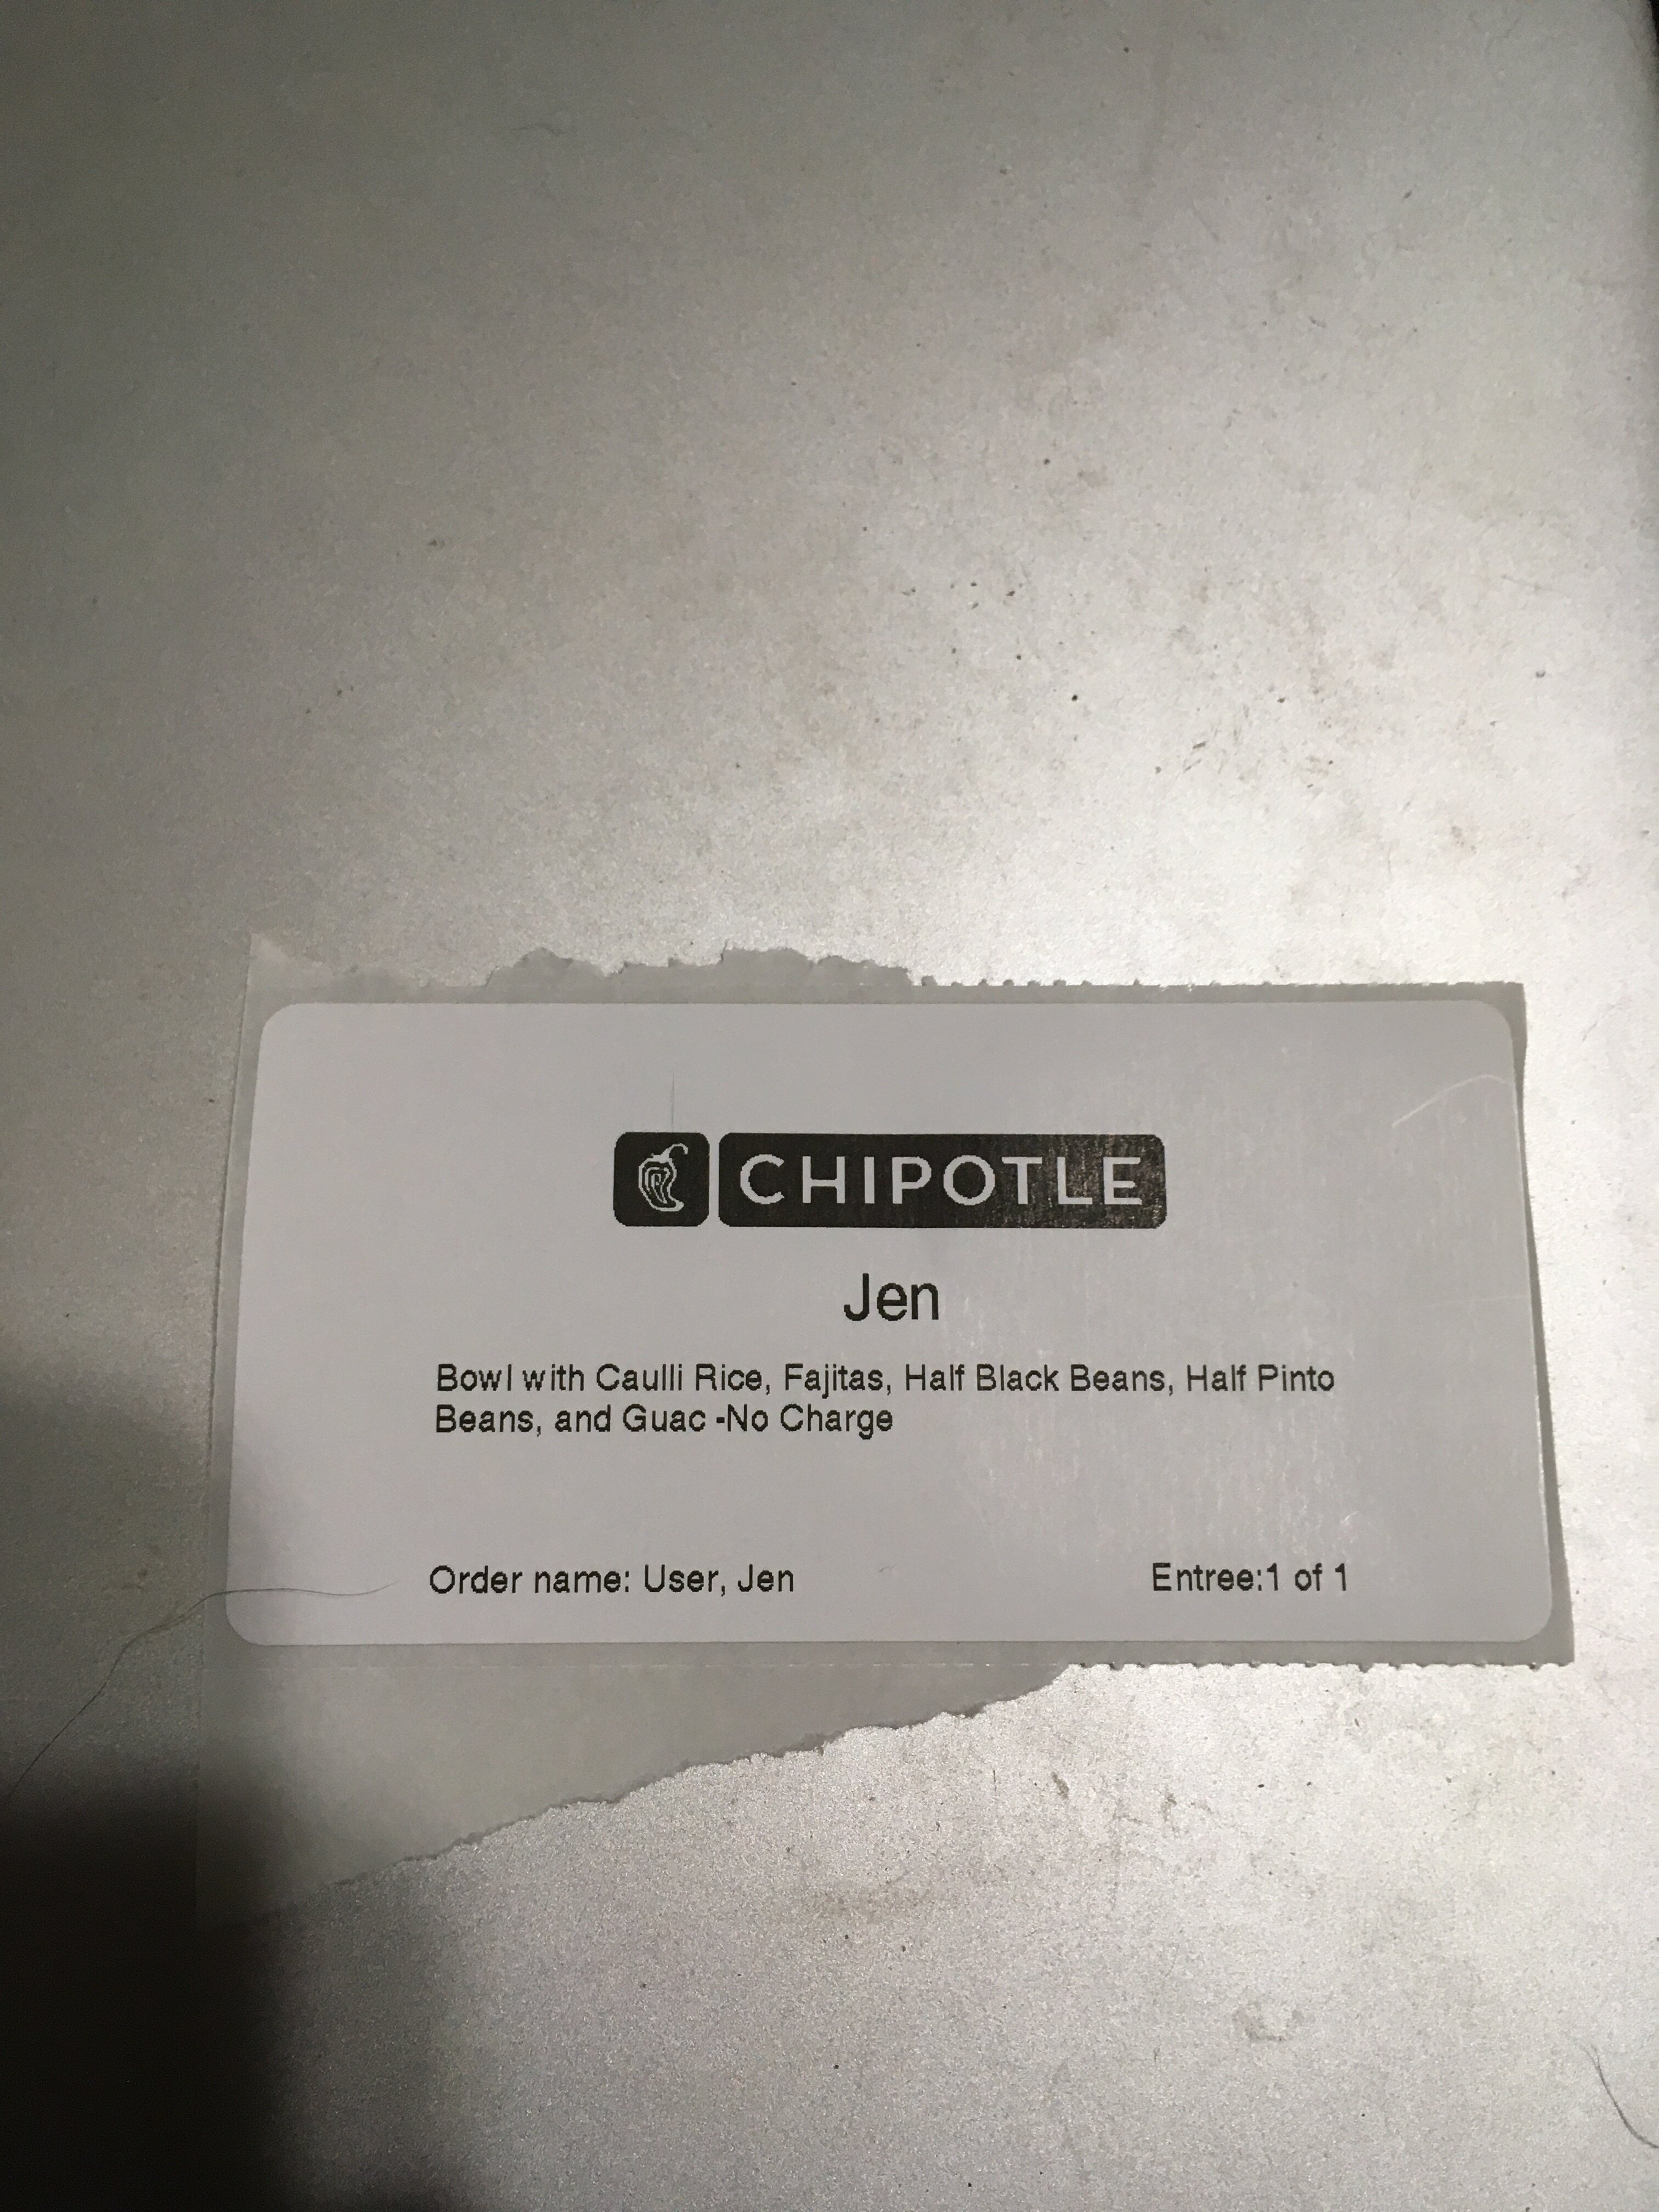 CHIPOTLE
Jen
Bowl with Caulli Rice, Fajitas, Half Black Beans, Half Pinto
Beans, and Guac -No Charge
Order name: User, Jen
Entree:1 of 1